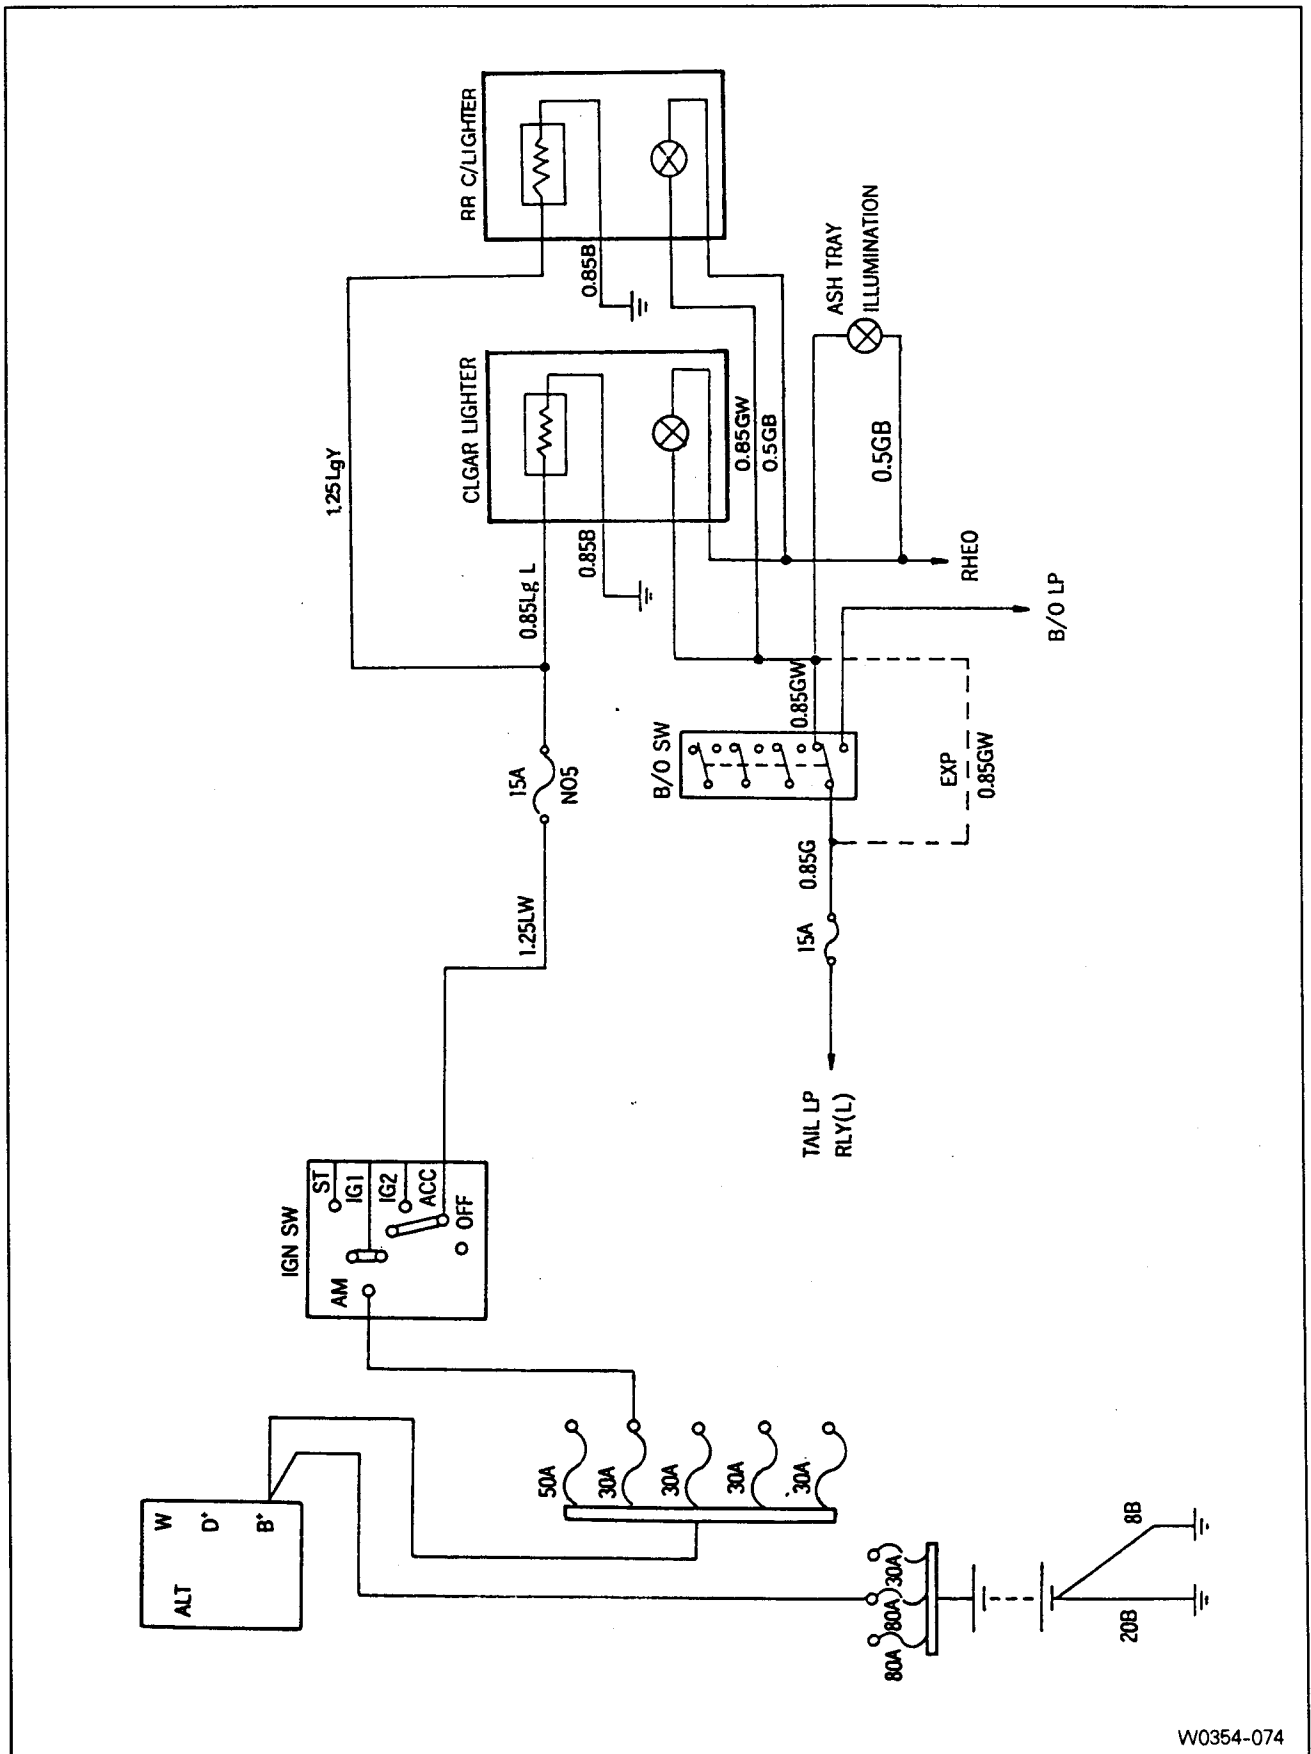 RR C/LIGHTER
0.85B
1.25LgY
CLGAR LIGHTER
0.85Lg L
0.85B
0.85GW
0.5GB
ASH TRAY
ILLUMINATION
0.5GB
RHEO
B/O LP
15A
NO5
1.25LW
B/O SW
0.85GW
EXP
0.85GW
0.85G
15A
TAIL LP
RLY(L)
IGN SW
ST
IG1
IG2
ACC
OFF
AM
ALT
W
D+
B+
50A
30A
30A
30A
30A
80A
80A
30A
8B
20B
W0354-074